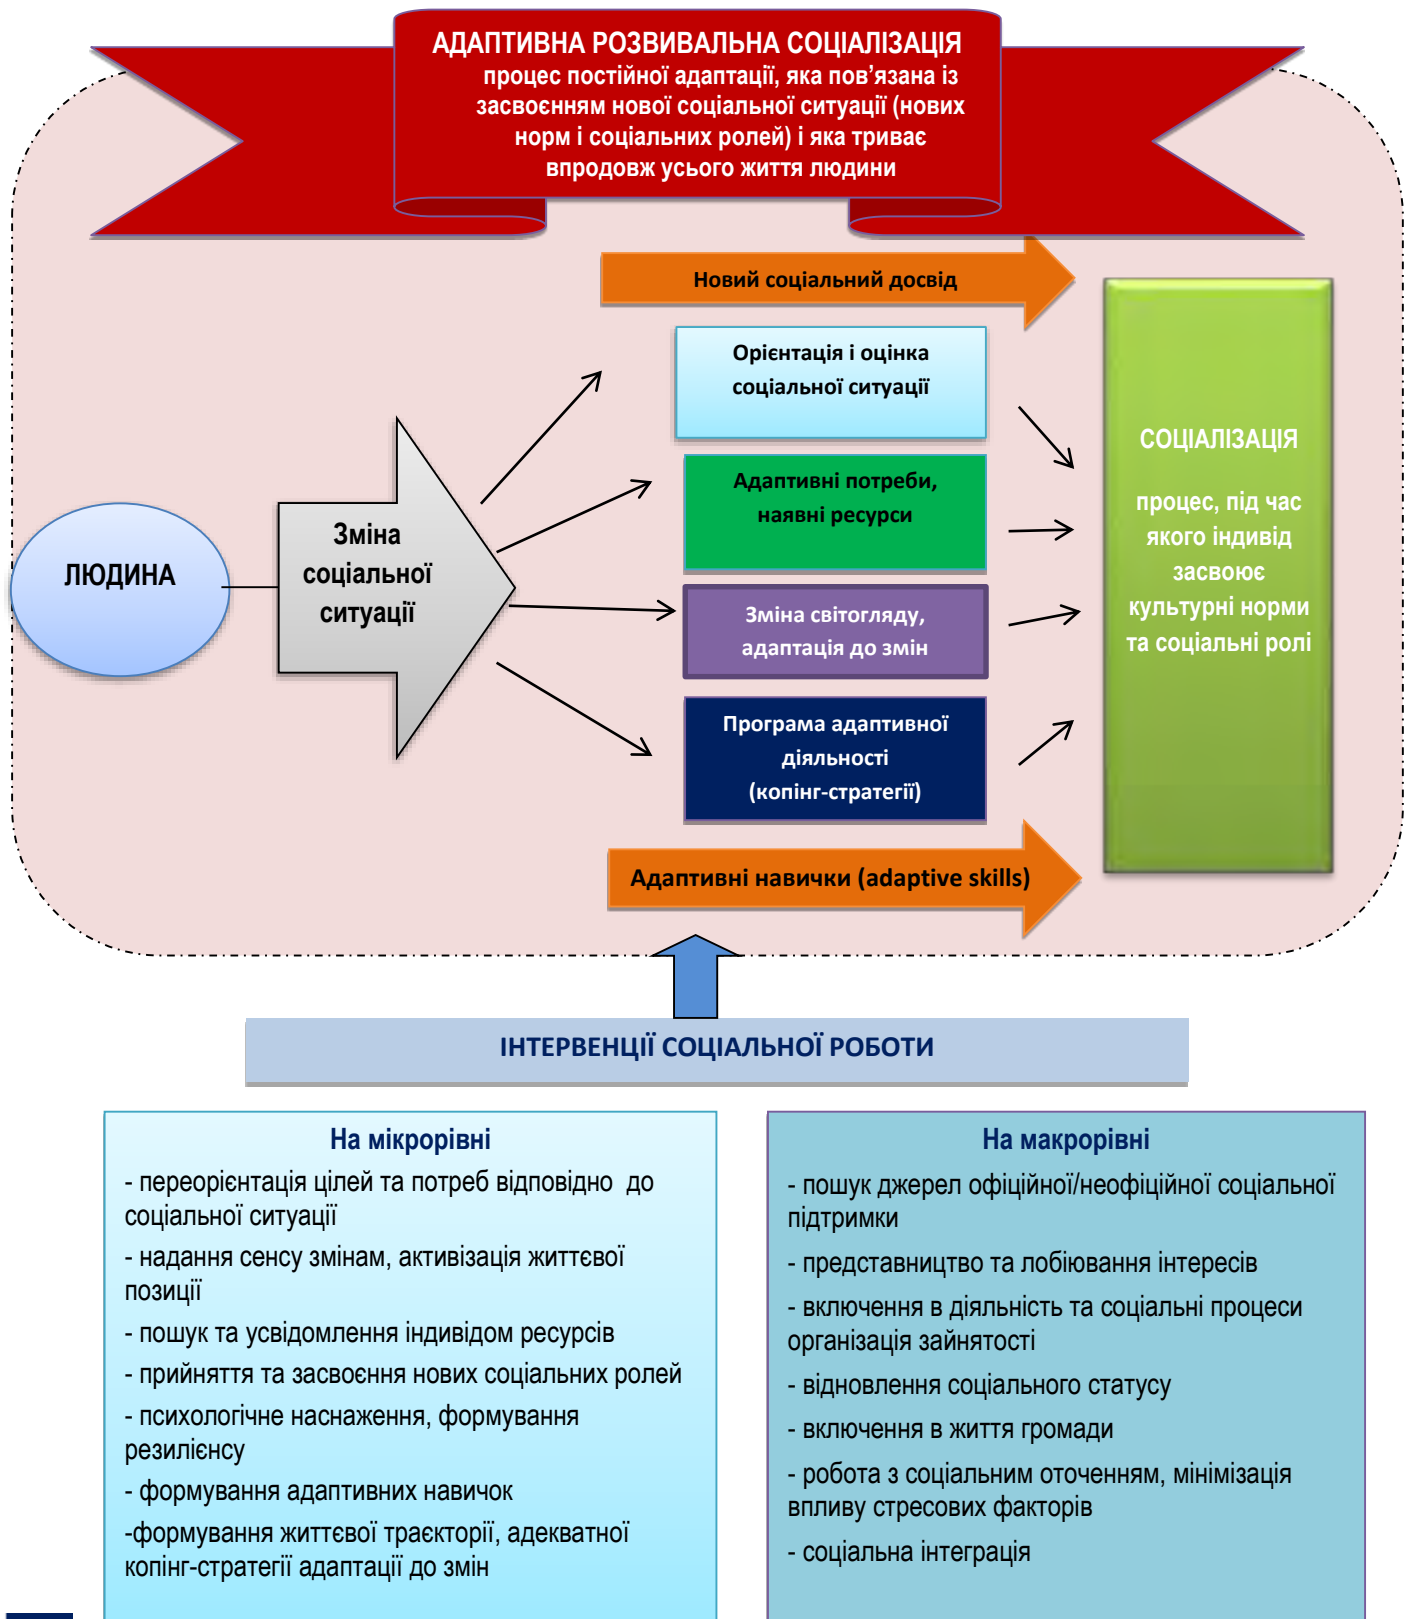 АДАПТИВНА РОЗВИВАЛЬНА СОЦІАЛІЗАЦІЯ
процес постійної адаптації, яка пов’язана із
засвоєнням нової соціальної ситуації (нових
норм і соціальних ролей) і яка триває
впродовж усього життя людини
Новий соціальний досвід
Орієнтація і оцінка
соціальної ситуації
Адаптивні потреби,
наявні ресурси
Зміна світогляду,
адаптація до змін
Програма адаптивної
діяльності
(копінг-стратегії)
Адаптивні навички (adaptive skills)
ЛЮДИНА
Зміна
соціальної
ситуації
СОЦІАЛІЗАЦІЯ
процес, під час
якого індивід
засвоює
культурні норми
та соціальні ролі
ІНТЕРВЕНЦІЇ СОЦІАЛЬНОЇ РОБОТИ
На мікрорівні
- переорієнтація цілей та потреб відповідно до
соціальної ситуації
- надання сенсу змінам, активізація життєвої
позиції
- пошук та усвідомлення індивідом ресурсів
- прийняття та засвоєння нових соціальних ролей
- психологічне наснаження, формування
резилієнсу
- формування адаптивних навичок
-формування життєвої траєкторії, адекватної
копінг-стратегії адаптації до змін
На макрорівні
- пошук джерел офіційної/неофіційної соціальної
підтримки
- представництво та лобіювання інтересів
- включення в діяльність та соціальні процеси
організація зайнятості
- відновлення соціального статусу
- включення в життя громади
- робота з соціальним оточенням, мінімізація
впливу стресових факторів
- соціальна інтеграція